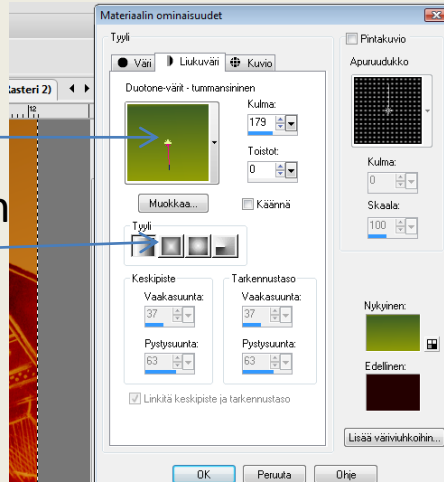 Materiaalin ominaisuudet
Tyyli
Väri
Liukuväri
Kuvio
Pintakuvio
asteri 2)
12
Duotone-värit - tummansininen
Kulma:
179
Toistot:
0
Muokkaa...
Käännä
Tyyli
n
Keskipiste
Tarkennustaso
Vaakasuunta:
37
Vaakasuunta:
37
Pystysuunta:
63
Pystysuunta:
63
Linkitä keskipiste ja tarkennustaso
Apuruudukko
Kulma:
0
Skaala:
100
Nykyinen:
Edellinen:
Lisää väriviuhkoihin...
OK
Peruuta
Ohje